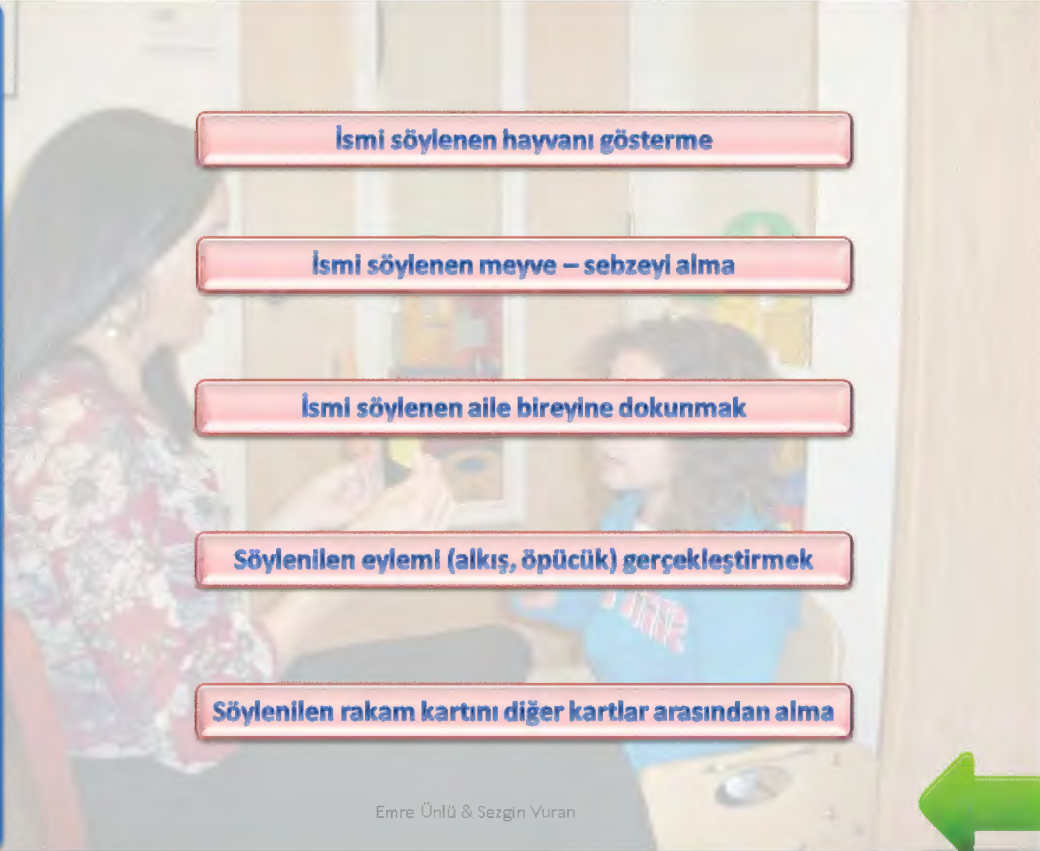 İsmi söylenen hayvanı gösterme
İsmi söylenen meyve – sebzeyi alma
İsmi söylenen aile bireyine dokunmak
Söylenilen eylemi (alkış, öpücük) gerçekleştirmek
Söylenilen rakam kartını diğer kartlar arasından alma
Emre Ünlü & Sezgin Vuran